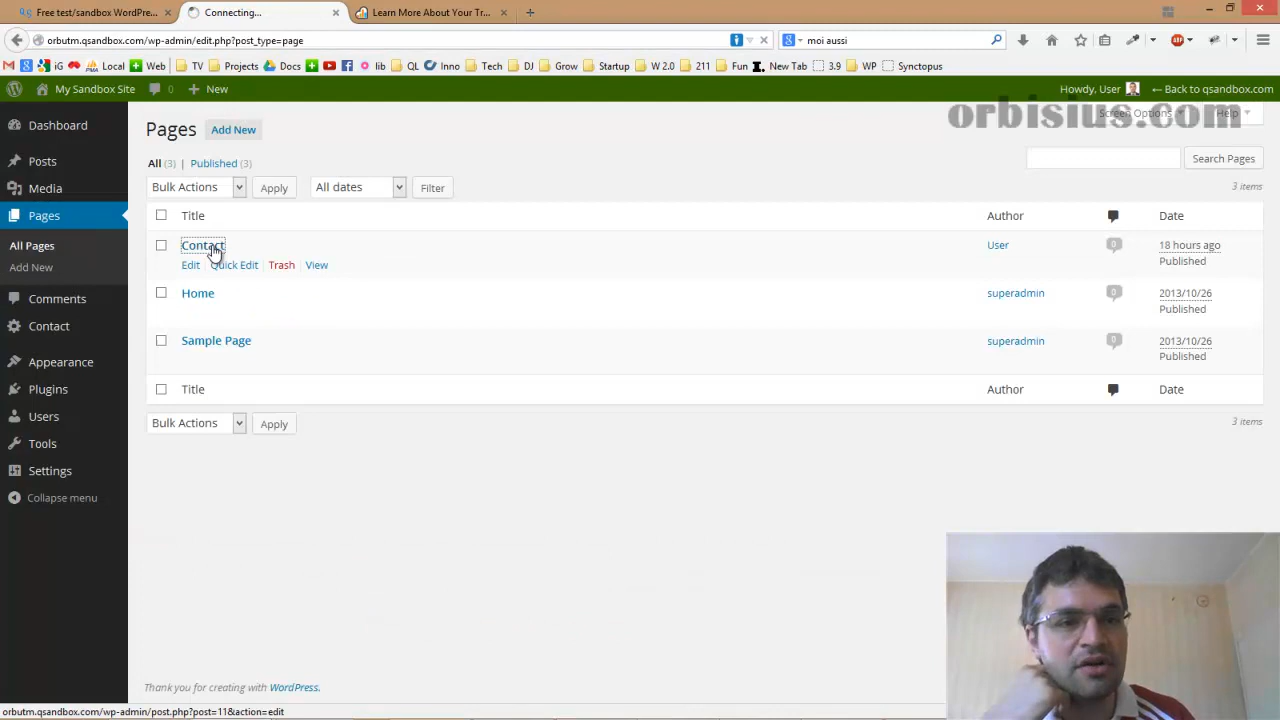 Free test/sandbox WordPre... × Connecting... × Learn More About Your Tr... × +
orbutm.qsandbox.com/wp-admin/edit.php?post_type=page
moi aussi
iG Local Web TV Projects Docs lib QL Inno Tech DJ Grow Startup W 2.0 211 Fun New Tab 3.9 WP Synctopus
My Sandbox Site 0 + New Howdy, User ← Back to qsandbox.com
orbisius.com
Screen Options Help
Dashboard
Posts
Media
Pages
All Pages
Add New
Comments
Contact
Appearance
Plugins
Users
Tools
Settings
Collapse menu
Pages Add New
All (3) | Published (3)
Search Pages
Bulk Actions Apply All dates Filter
3 items
Title Author Date
Contact User 0 18 hours ago
Published
Edit | Quick Edit | Trash | View
Home superadmin 0 2013/10/26
Published
Sample Page superadmin 0 2013/10/26
Published
Title Author Date
Bulk Actions Apply
3 items
Thank you for creating with WordPress.
orbutm.qsandbox.com/wp-admin/post.php?post=11&action=edit